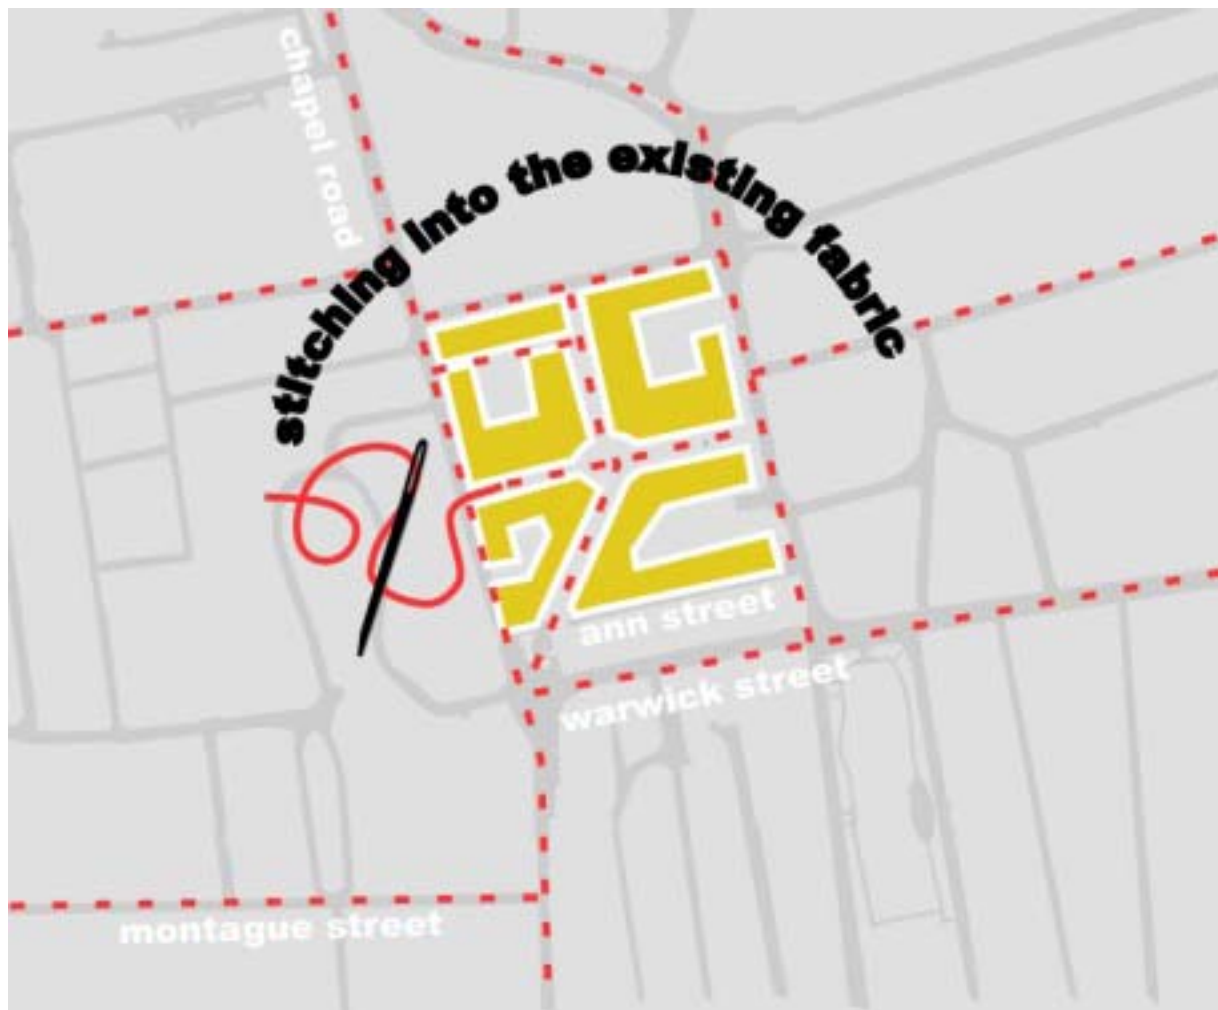 chapel road
stitching into the existing fabric
ann street
warwick street
montague street